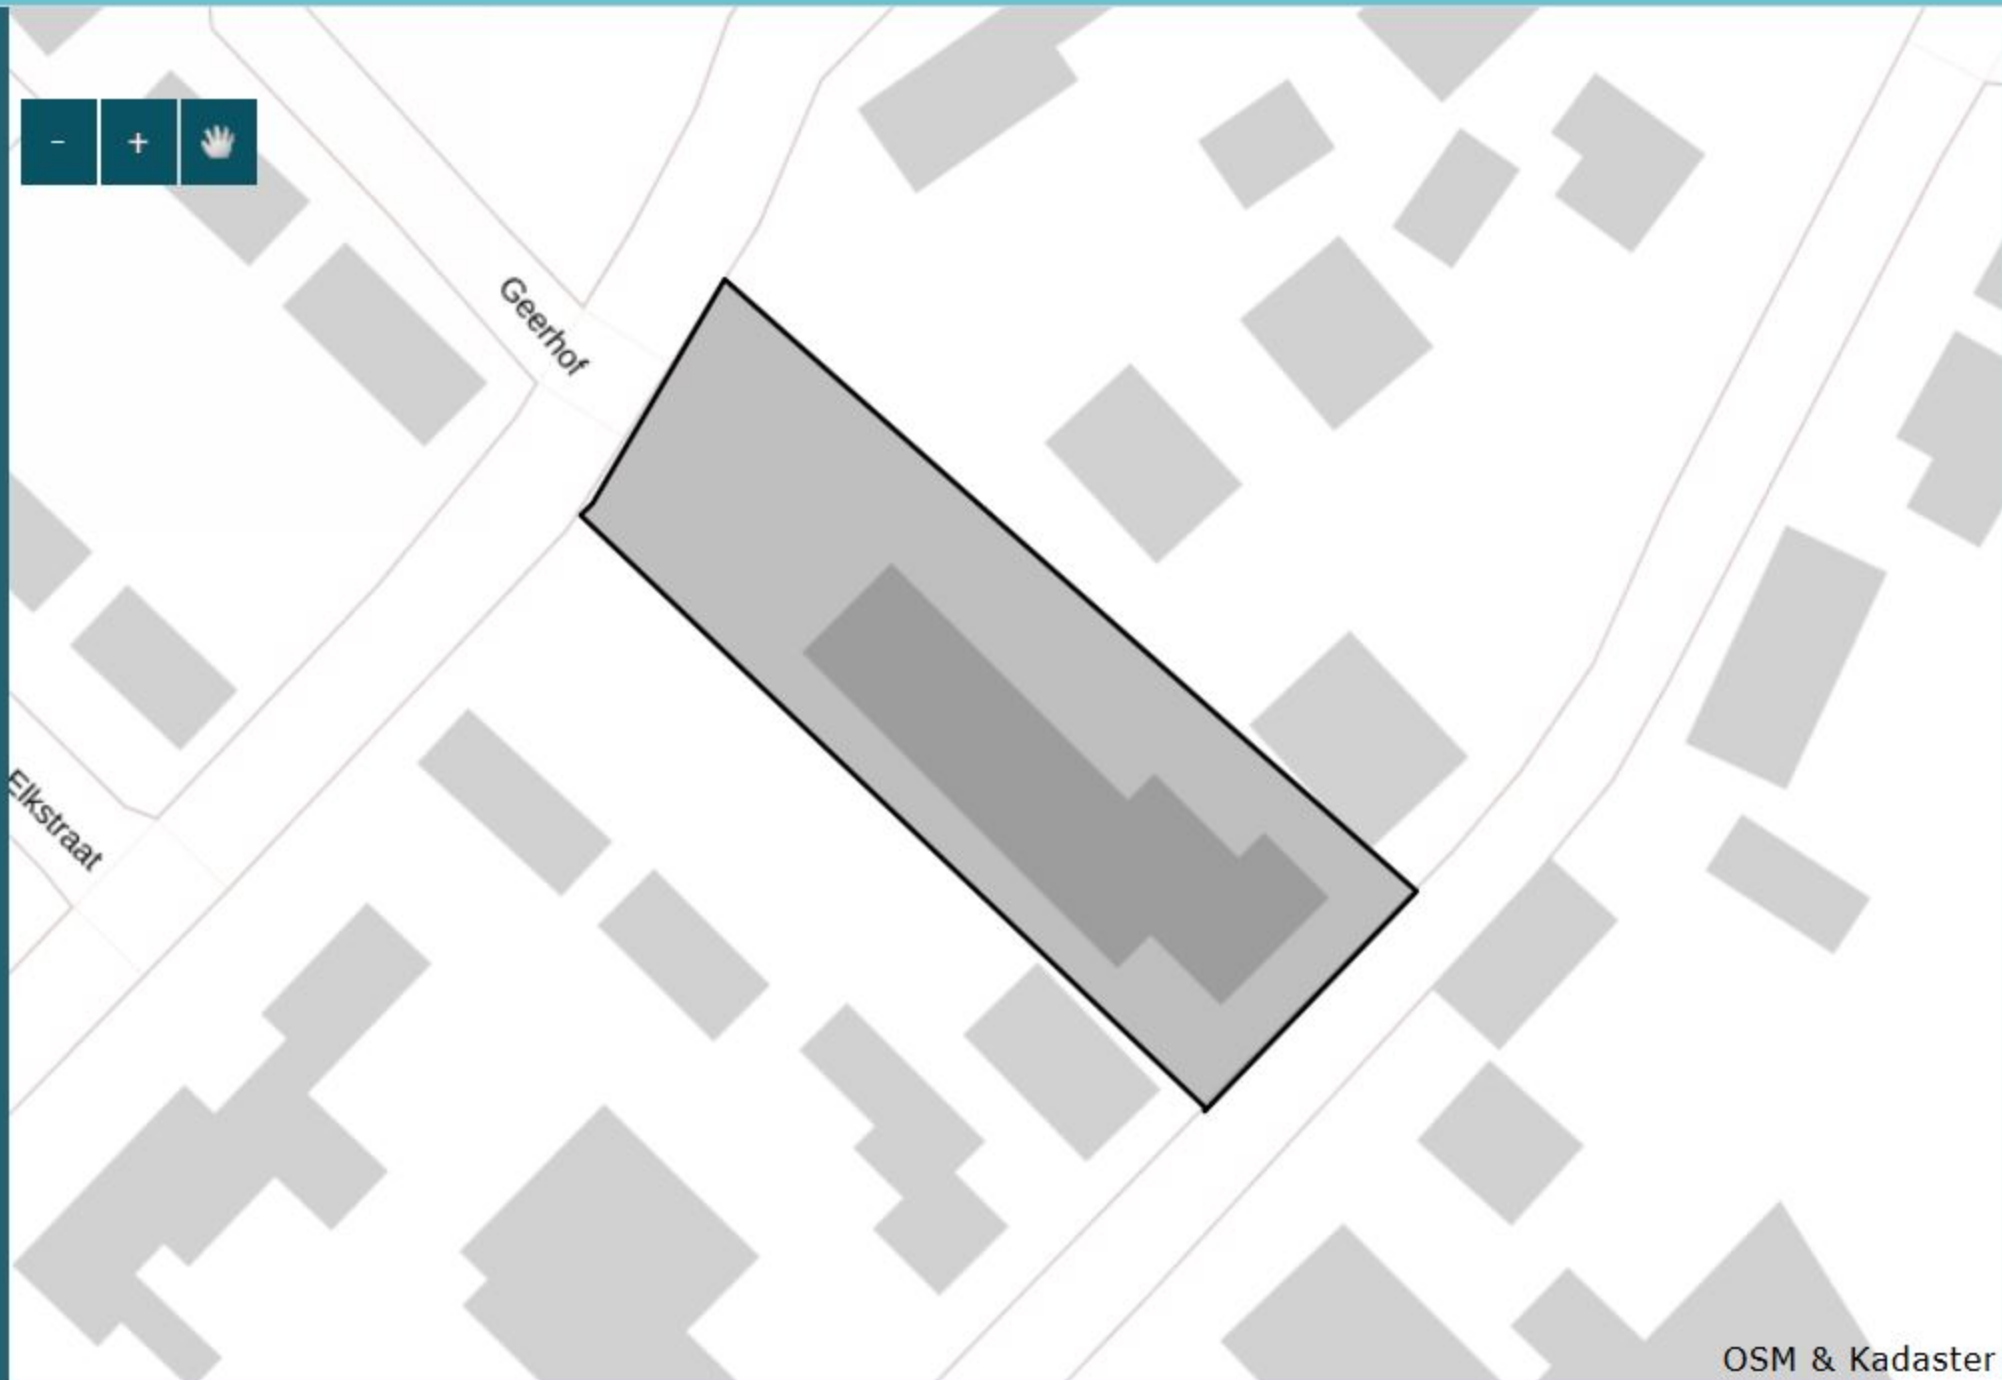 - +
Geerhof
Elkstraat
OSM & Kadaster